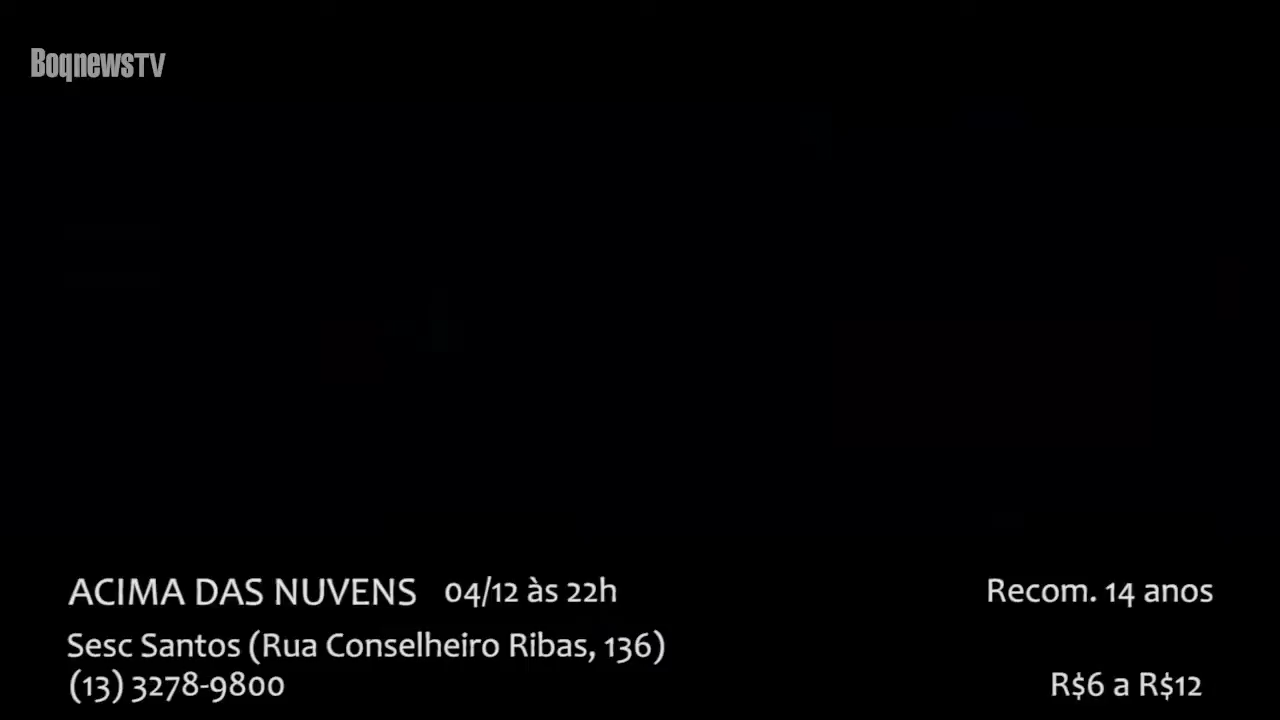 BoqnewsTV
ACIMA DAS NUVENS 04/12 às 22h Recom. 14 anos
Sesc Santos (Rua Conselheiro Ribas, 136)
(13) 3278-9800 R$6 a R$12